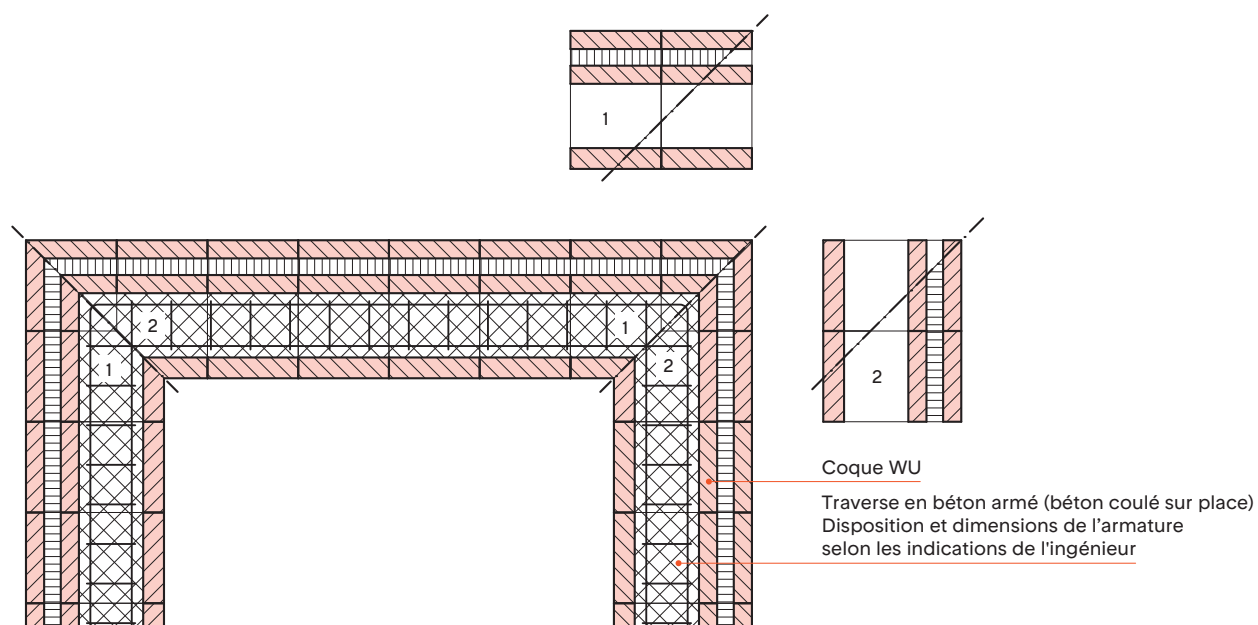 1
2
1
1
2
2
Coque WU
Traverse en béton armé (béton coulé sur place)
Disposition et dimensions de l’armature
selon les indications de l'ingénieur